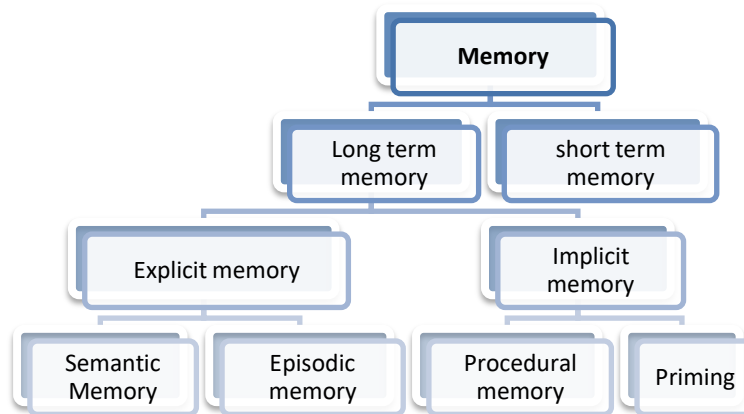 Memory
Long term
memory
short term
memory
Explicit memory
Implicit
memory
Semantic
Memory
Episodic
memory
Procedural
memory
Priming